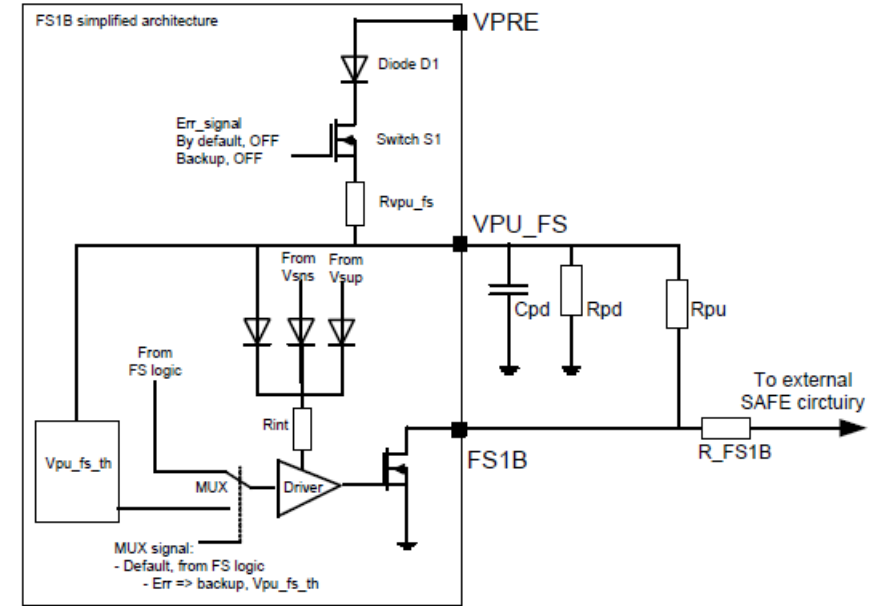 FS1B simplified architecture
VPRE
Diode D1
Err_signal
By default, OFF
Backup, OFF
Switch S1
Rvpu_fs
VPU_FS
From
Vsns
From
Vsup
Cpd
Rpd
Rpu
From
FS logic
To external
SAFE circtuiry
Rint
R_FS1B
FS1B
Vpu_fs_th
MUX
Driver
MUX signal:
- Default, from FS logic
- Err => backup, Vpu_fs_th